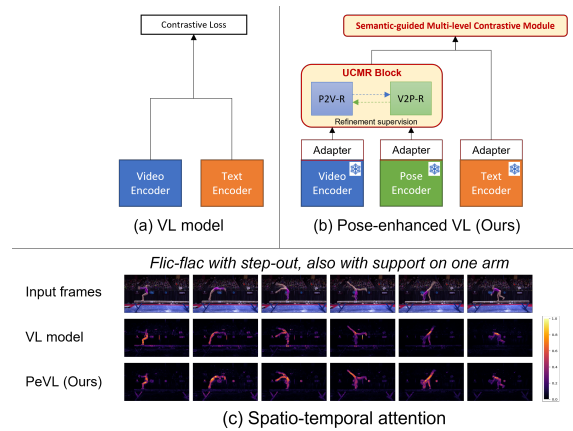 Contrastive Loss
Video
Encoder
Text
Encoder
(a) VL model
Semantic-guided Multi-level Contrastive Module
UCMR Block
P2V-R
V2P-R
Refinement supervision
Adapter
Adapter
Adapter
Video
Encoder
Pose
Encoder
Text
Encoder
(b) Pose-enhanced VL (Ours)
Flic-flac with step-out, also with support on one arm
Input frames
VL model
PeVL (Ours)
1.0
0.8
0.6
0.4
0.2
0.0
(c) Spatio-temporal attention